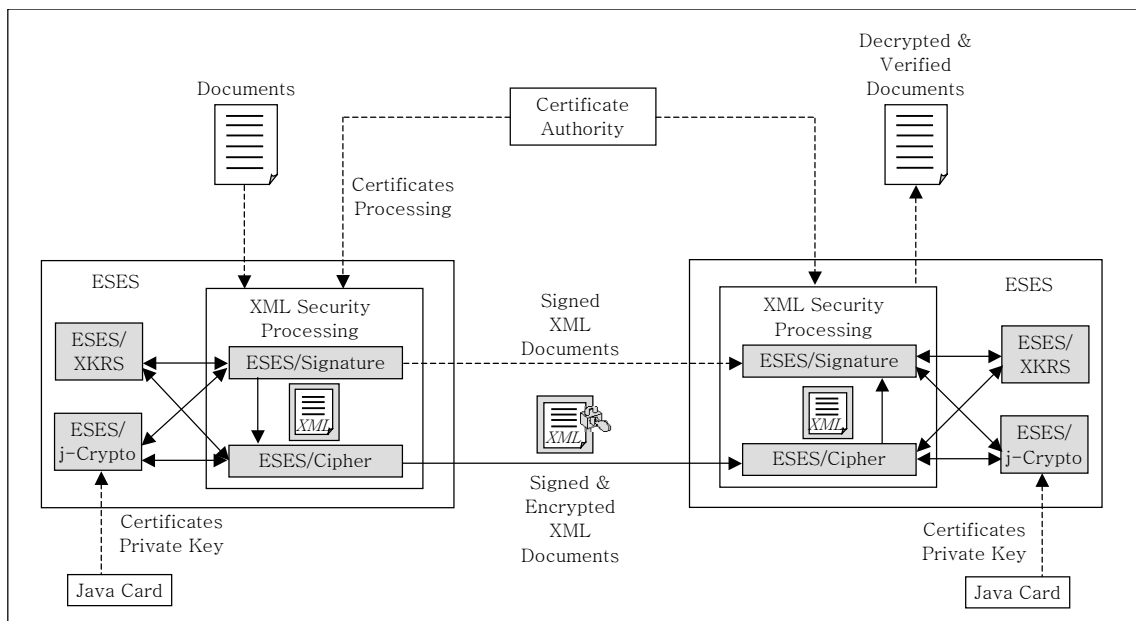 Decrypted &
Verified
Documents
Documents
Certificate
Authority
Certificates
Processing
ESES
XML Security
Processing
ESES/
XKRS
ESES/Signature
XML
ESES/
j-Crypto
ESES/Cipher
Certificates
Private Key
Java Card
Signed
XML
Documents
XML
Signed &
Encrypted
XML
Documents
ESES
XML Security
Processing
ESES/Signature
ESES/
XKRS
XML
ESES/Cipher
ESES/
j-Crypto
Certificates
Private Key
Java Card